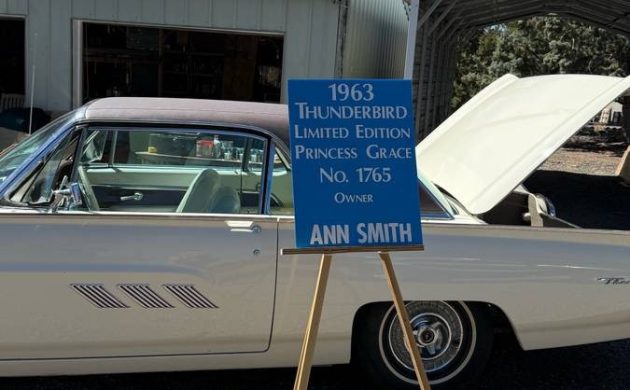 1963
THUNDERBIRD
LIMITED EDITION
PRINCESS GRACE
NO. 1765
OWNER
ANN SMITH